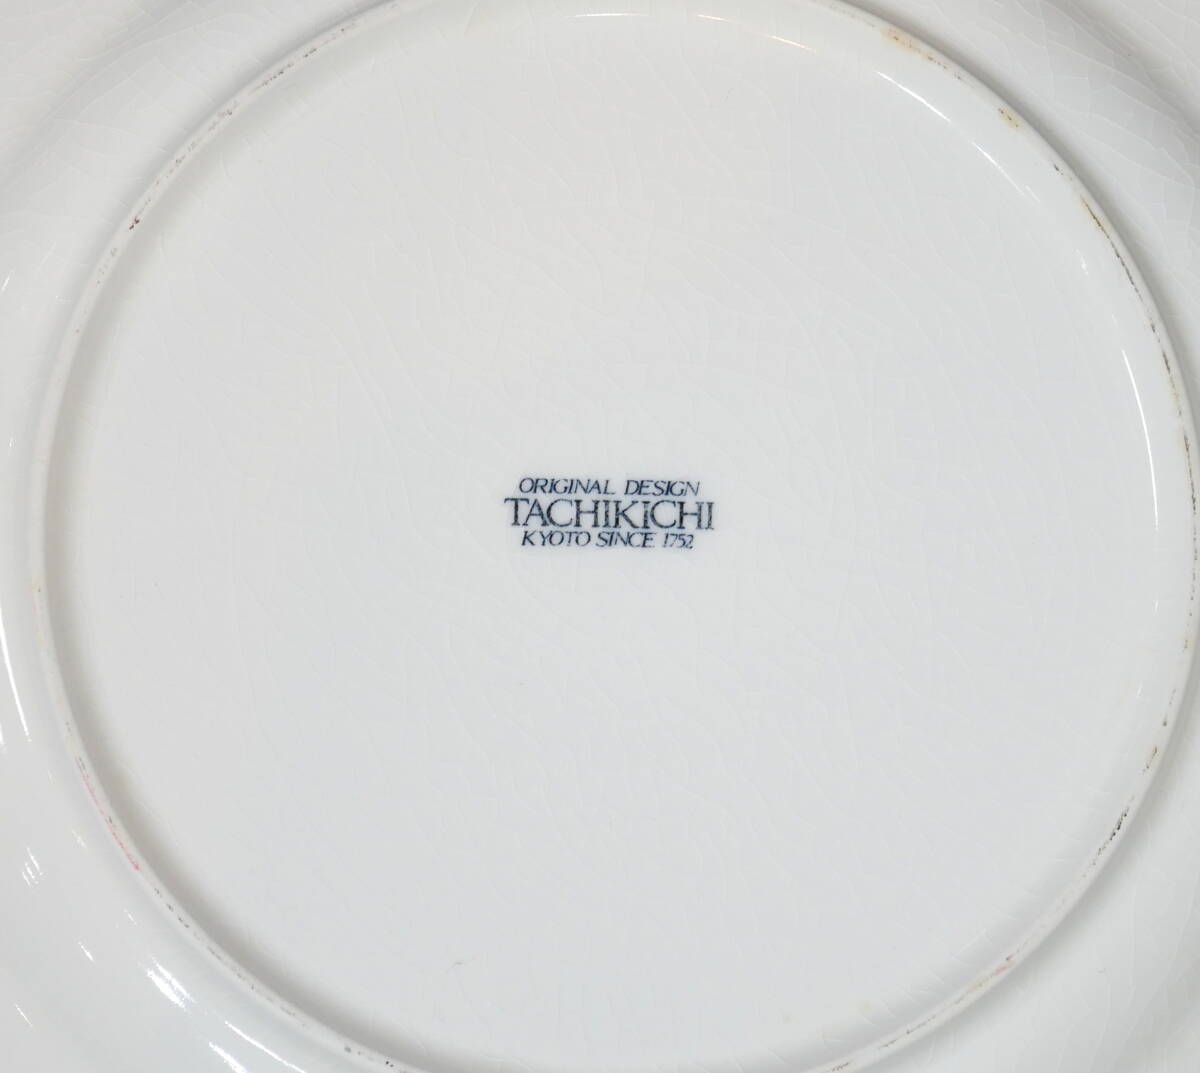 ORIGINAL DESIGN
TACHIKICHI
KYOTO SINCE 1752